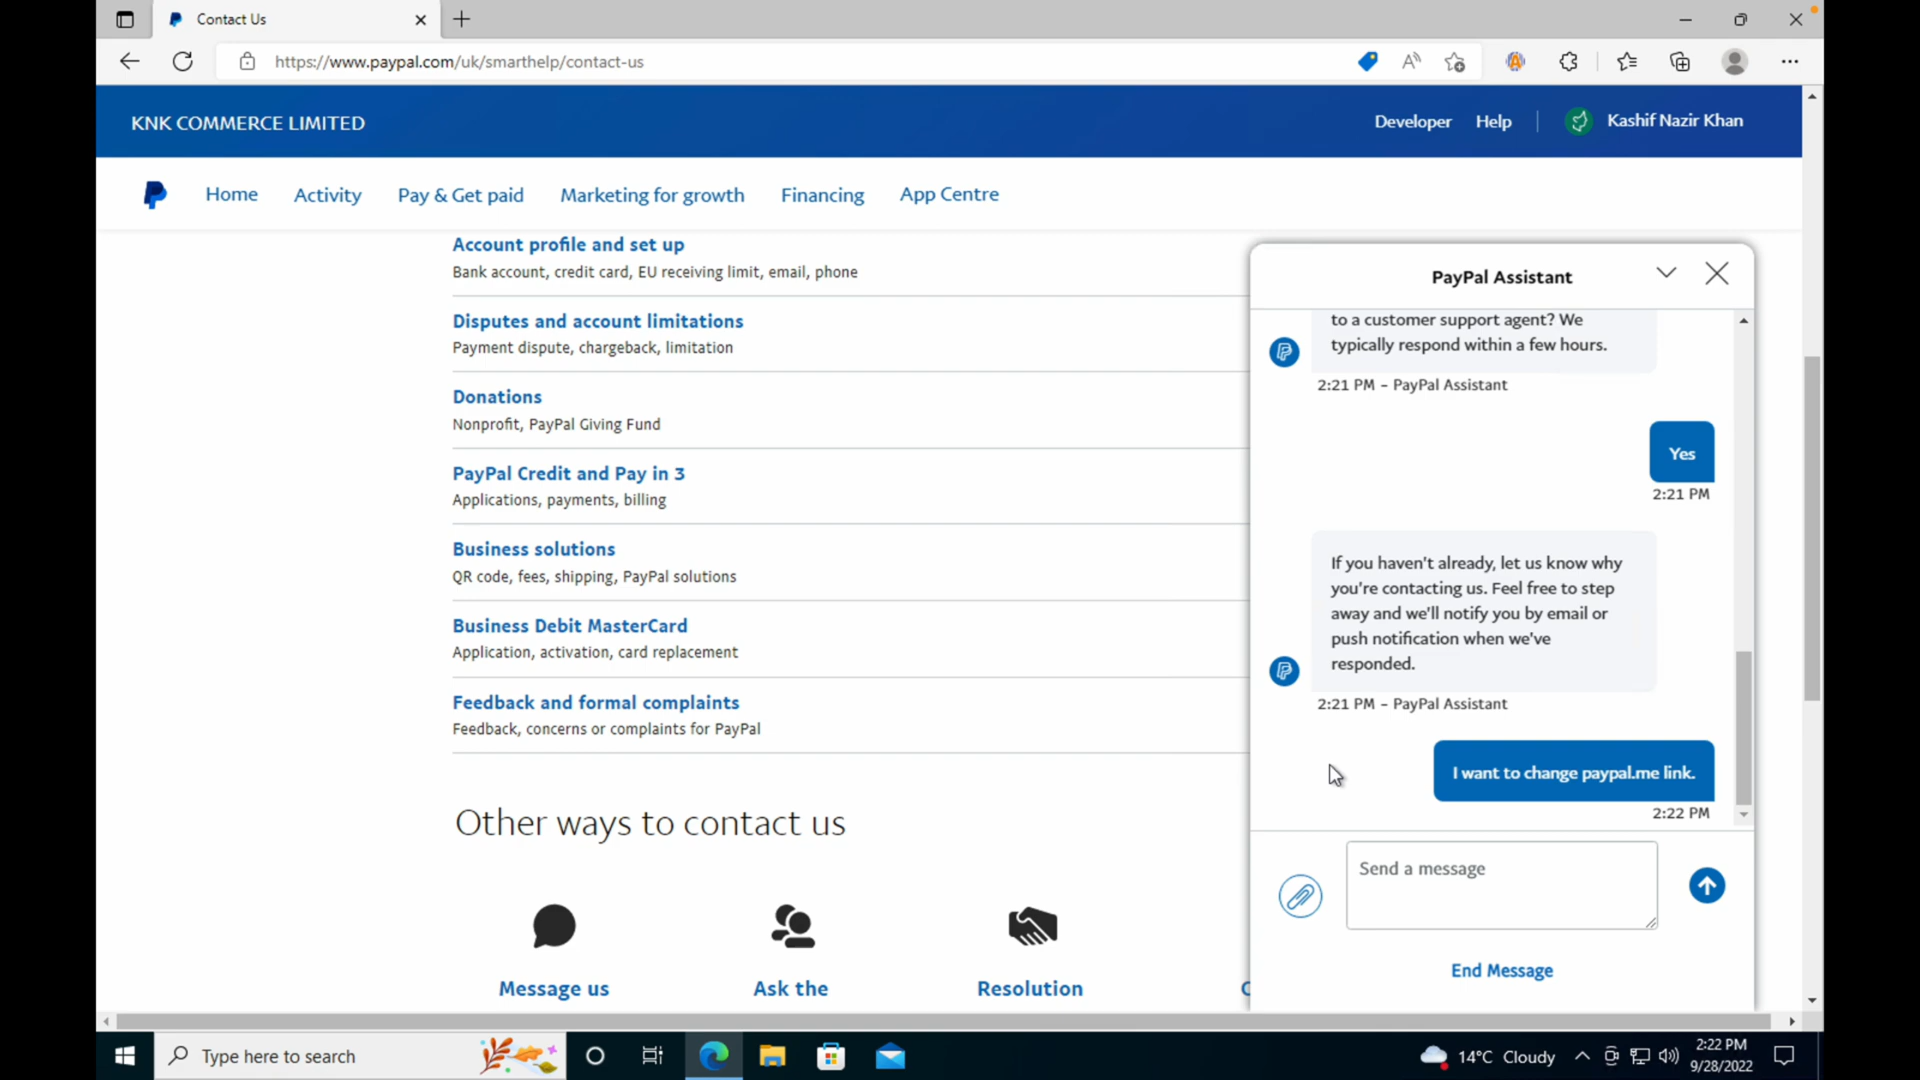 Contact Us
https://www.paypal.com/uk/smarthelp/contact-us
KNK COMMERCE LIMITED
Developer Help Kashif Nazir Khan
Home Activity Pay & Get paid Marketing for growth Financing App Centre
Account profile and set up
Bank account, credit card, EU receiving limit, email, phone
Disputes and account limitations
Payment dispute, chargeback, limitation
Donations
Nonprofit, PayPal Giving Fund
PayPal Credit and Pay in 3
Applications, payments, billing
Business solutions
QR code, fees, shipping, PayPal solutions
Business Debit MasterCard
Application, activation, card replacement
Feedback and formal complaints
Feedback, concerns or complaints for PayPal
Other ways to contact us
Message us Ask the Resolution
PayPal Assistant
to a customer support agent? We
typically respond within a few hours.
2:21 PM - PayPal Assistant
Yes
2:21 PM
If you haven't already, let us know why
you're contacting us. Feel free to step
away and we'll notify you by email or
push notification when we've
responded.
2:21 PM - PayPal Assistant
I want to change paypal.me link.
2:22 PM
Send a message
End Message
Type here to search
14°C Cloudy
2:22 PM
9/28/2022